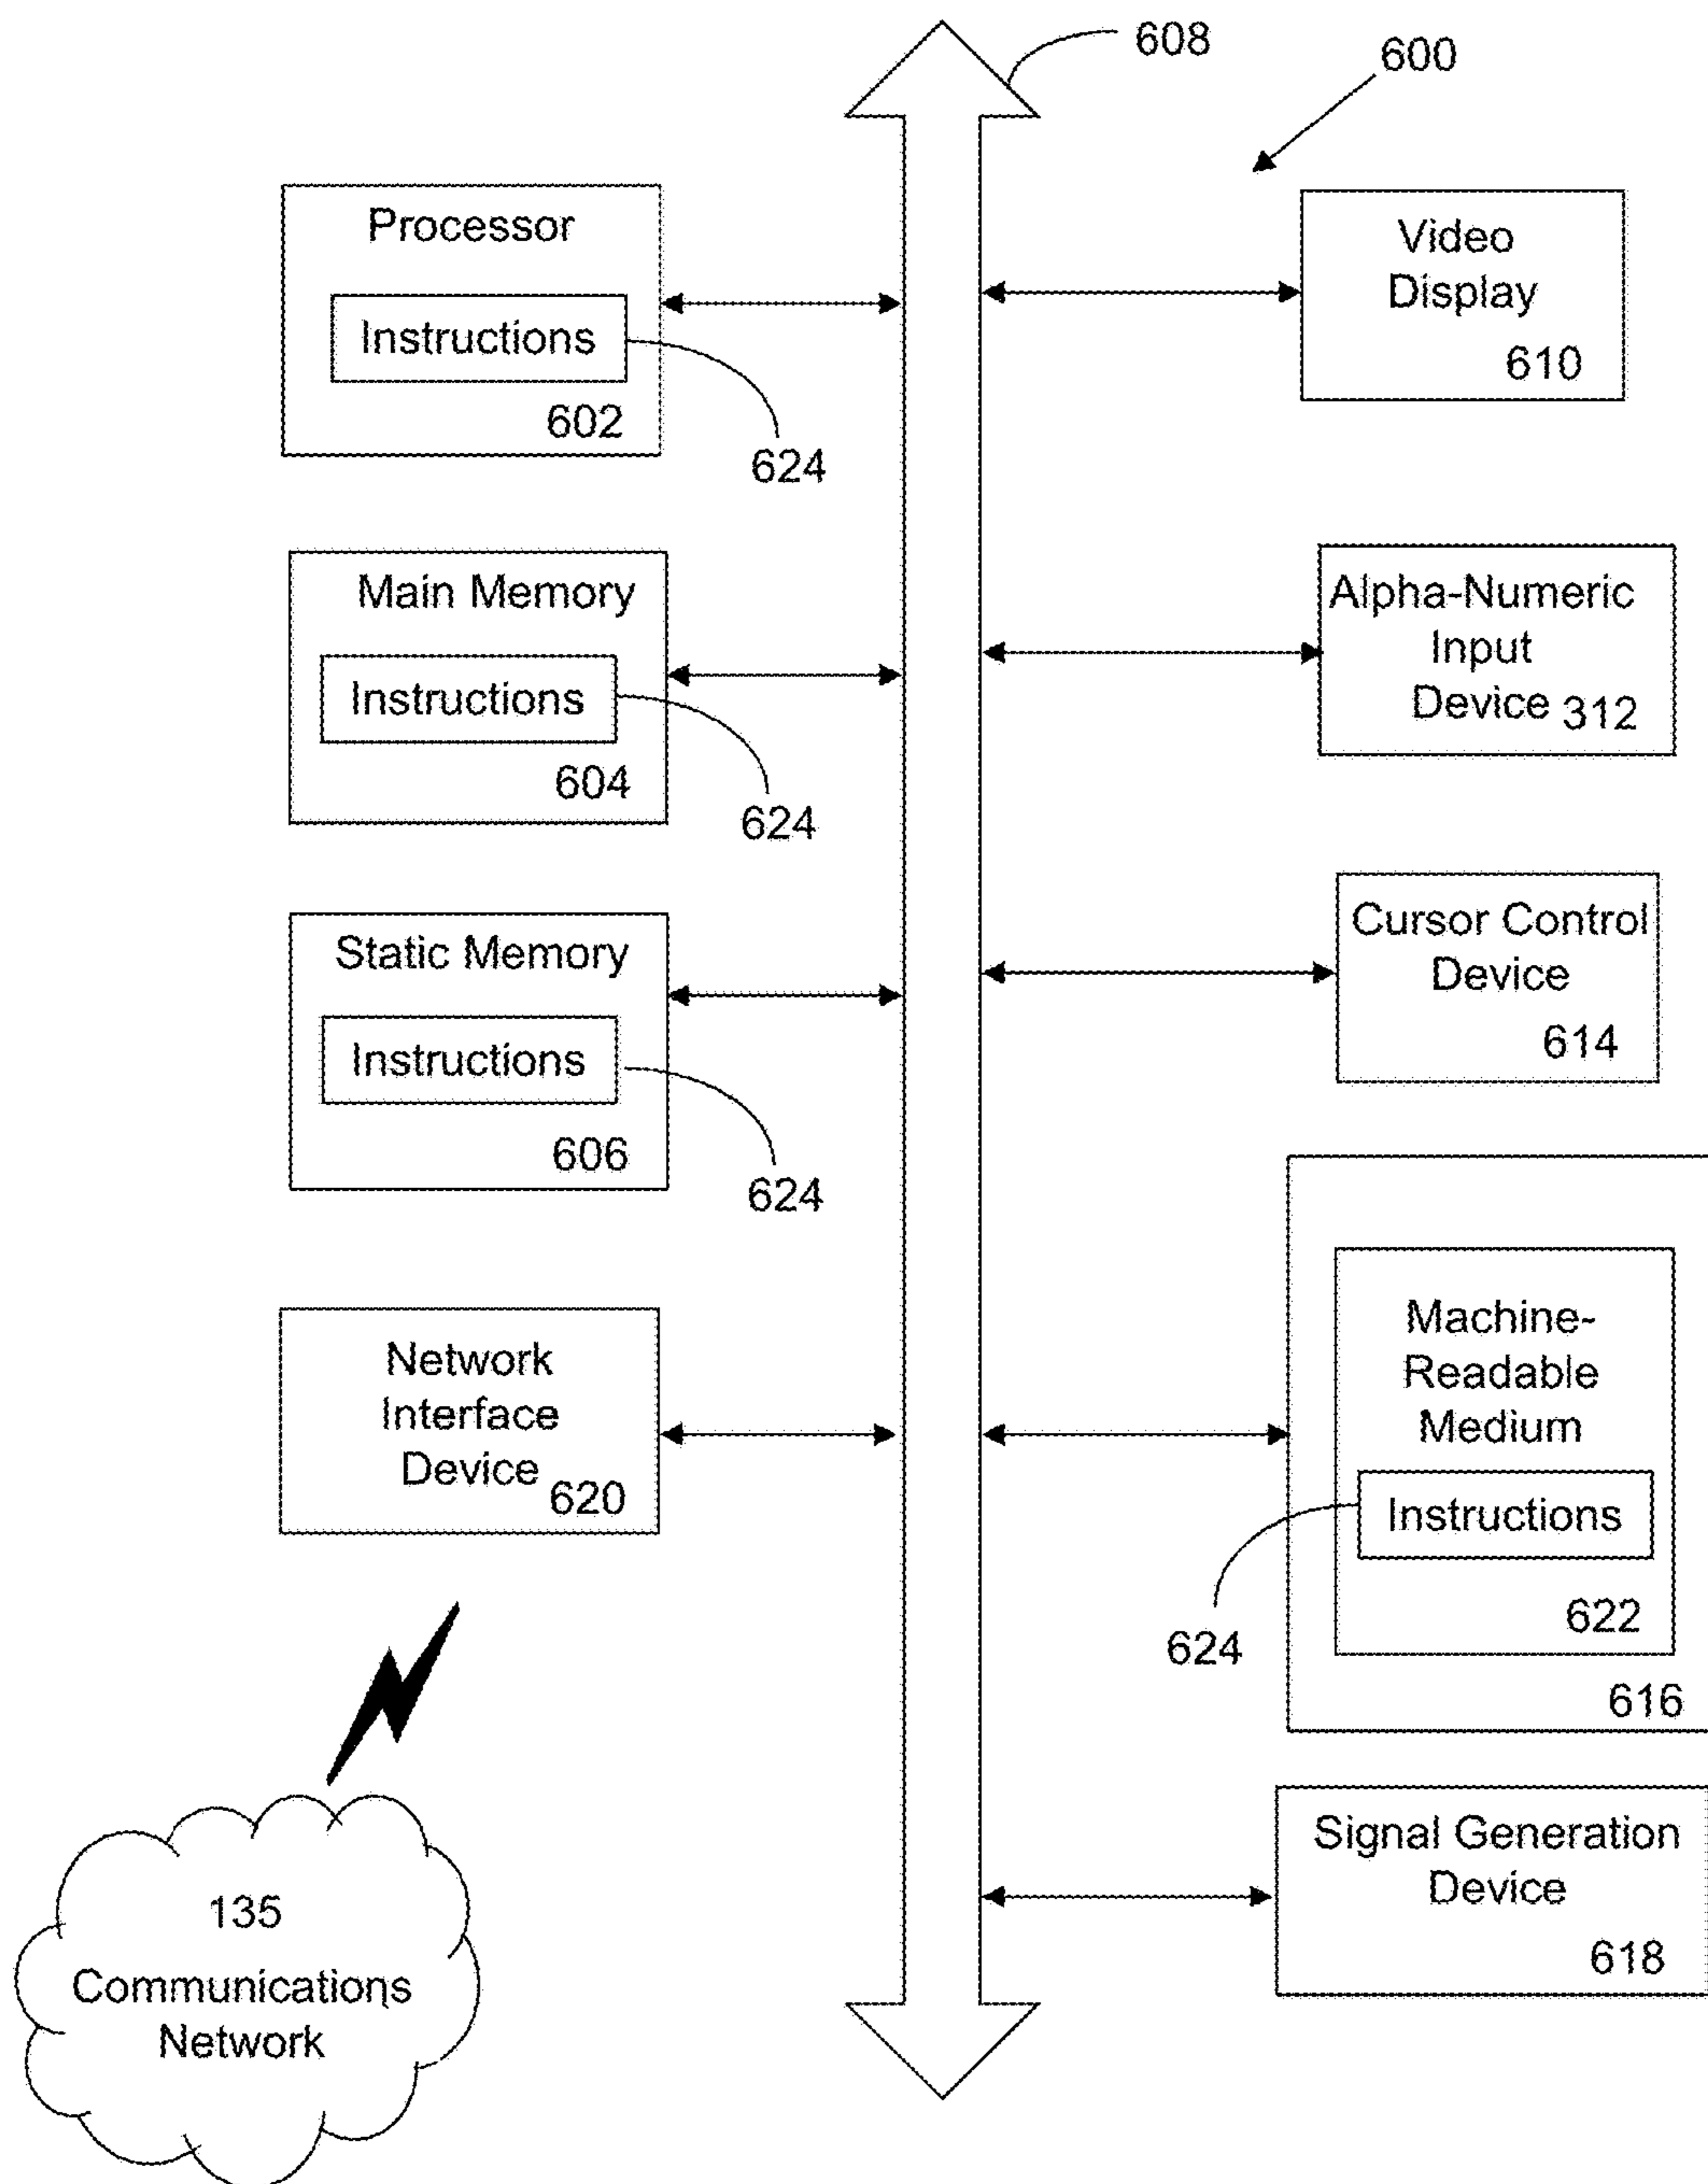 608
600
Processor
Instructions
602
624
Video
Display
610
Main Memory
Instructions
604
624
Alpha-Numeric
Input
Device 312
Static Memory
Instructions
606
624
Cursor Control
Device
614
Network
Interface
Device 620
Machine-
Readable
Medium
Instructions
622
624
616
Signal Generation
Device
618
135
Communications
Network